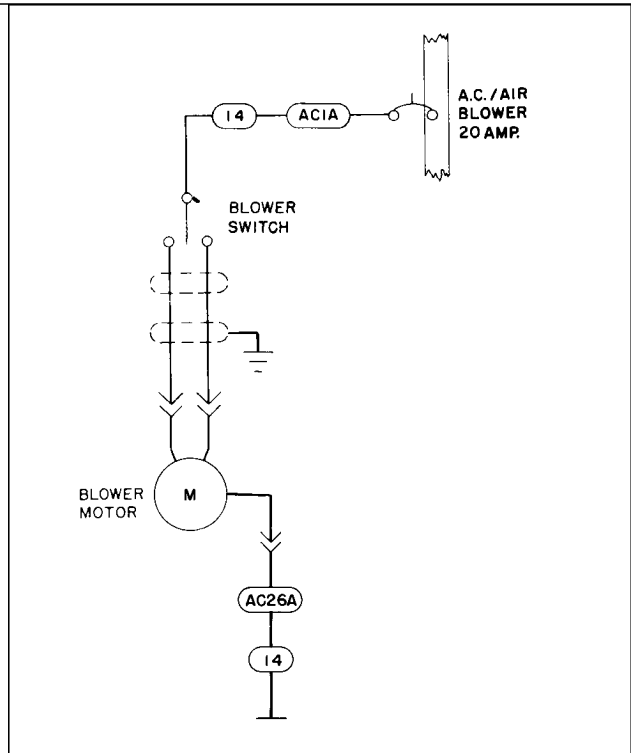 A.C./AIR
BLOWER
20 AMP.
14
AC1A
BLOWER
SWITCH
BLOWER
MOTOR
M
AC26A
14